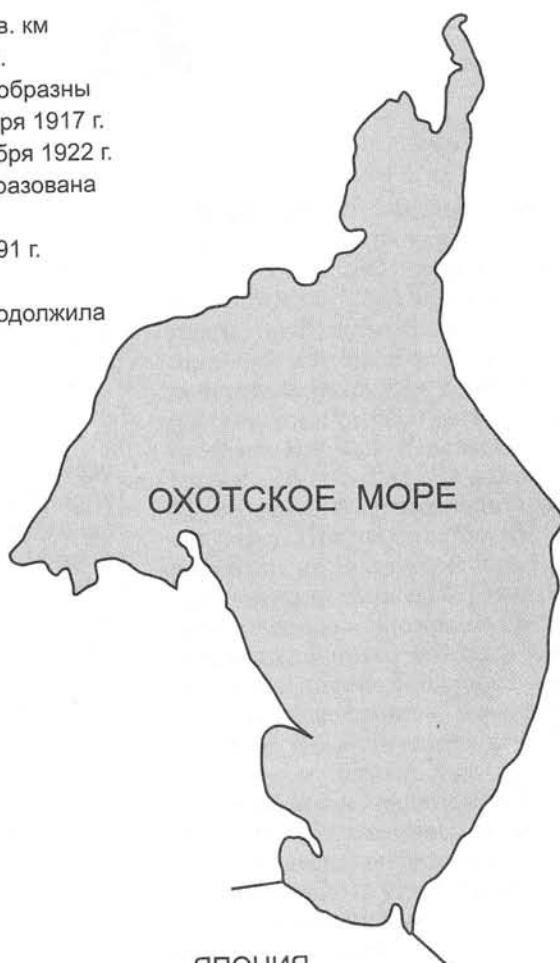 в. км
.
образны
ря 1917 г.
бря 1922 г.
разована
91 г.
одолжила
ОХОТСКОЕ МОРЕ
ЯПОНИЯ